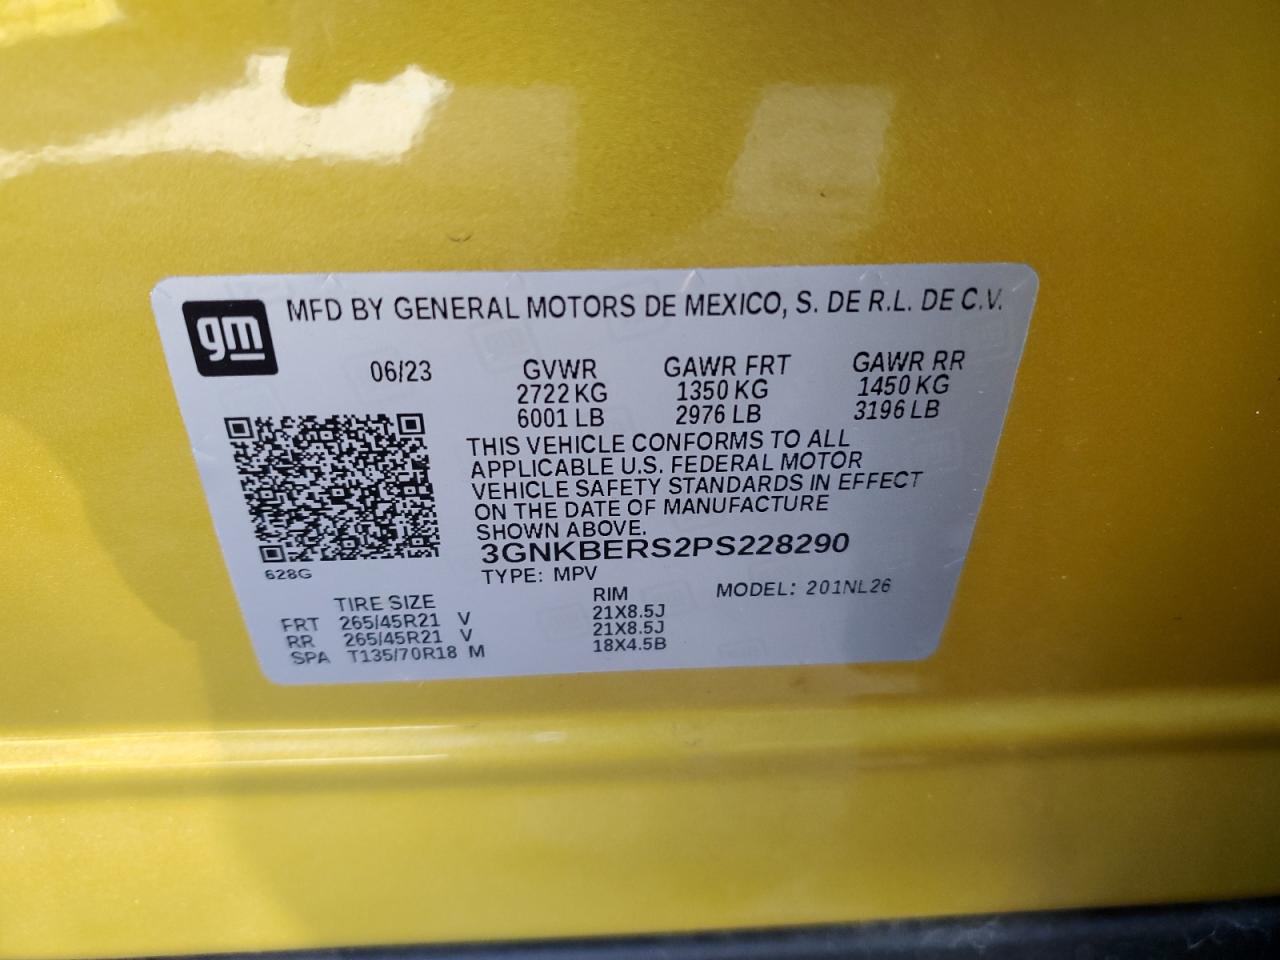 gm MFD BY GENERAL MOTORS DE MEXICO, S. DE R.L. DE C.V.
06/23 GVWR GAWR FRT GAWR RR
2722 KG 1350 KG 1450 KG
6001 LB 2976 LB 3196 LB
THIS VEHICLE CONFORMS TO ALL
APPLICABLE U.S. FEDERAL MOTOR
VEHICLE SAFETY STANDARDS IN EFFECT
ON THE DATE OF MANUFACTURE
SHOWN ABOVE.
3GNKBERS2PS228290
628G
TYPE: MPV
TIRE SIZE RIM MODEL: 201NL26
FRT 265/45R21 V 21X8.5J
RR 265/45R21 V 21X8.5J
SPA T135/70R18 M 18X4.5B